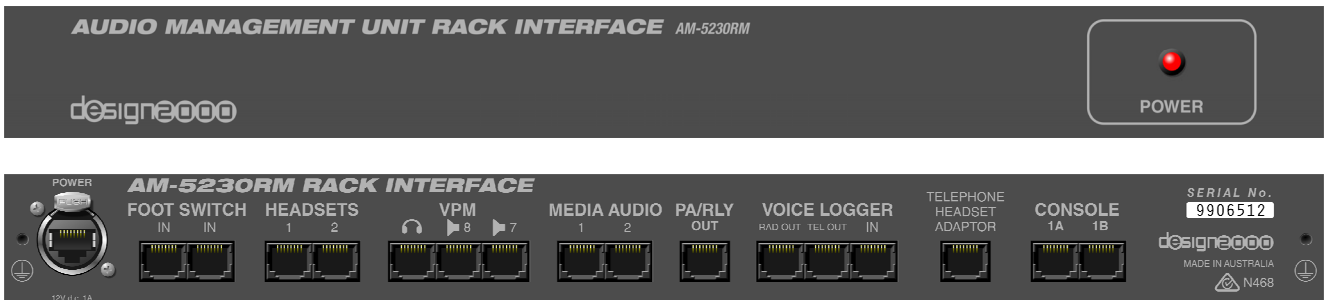 AUDIO MANAGEMENT UNIT RACK INTERFACE AM-5230RM
design2000
POWER
POWER
AM-5230RM RACK INTERFACE
PUSH
FOOT SWITCH
IN IN
HEADSETS
1 2
VPM
8 7
MEDIA AUDIO
1 2
PA/RLY
OUT
VOICE LOGGER
RAD OUT TEL OUT IN
TELEPHONE
HEADSET
ADAPTOR
CONSOLE
1A 1B
SERIAL No.
9906512
design2000
MADE IN AUSTRALIA
N468
12V d.c 1A